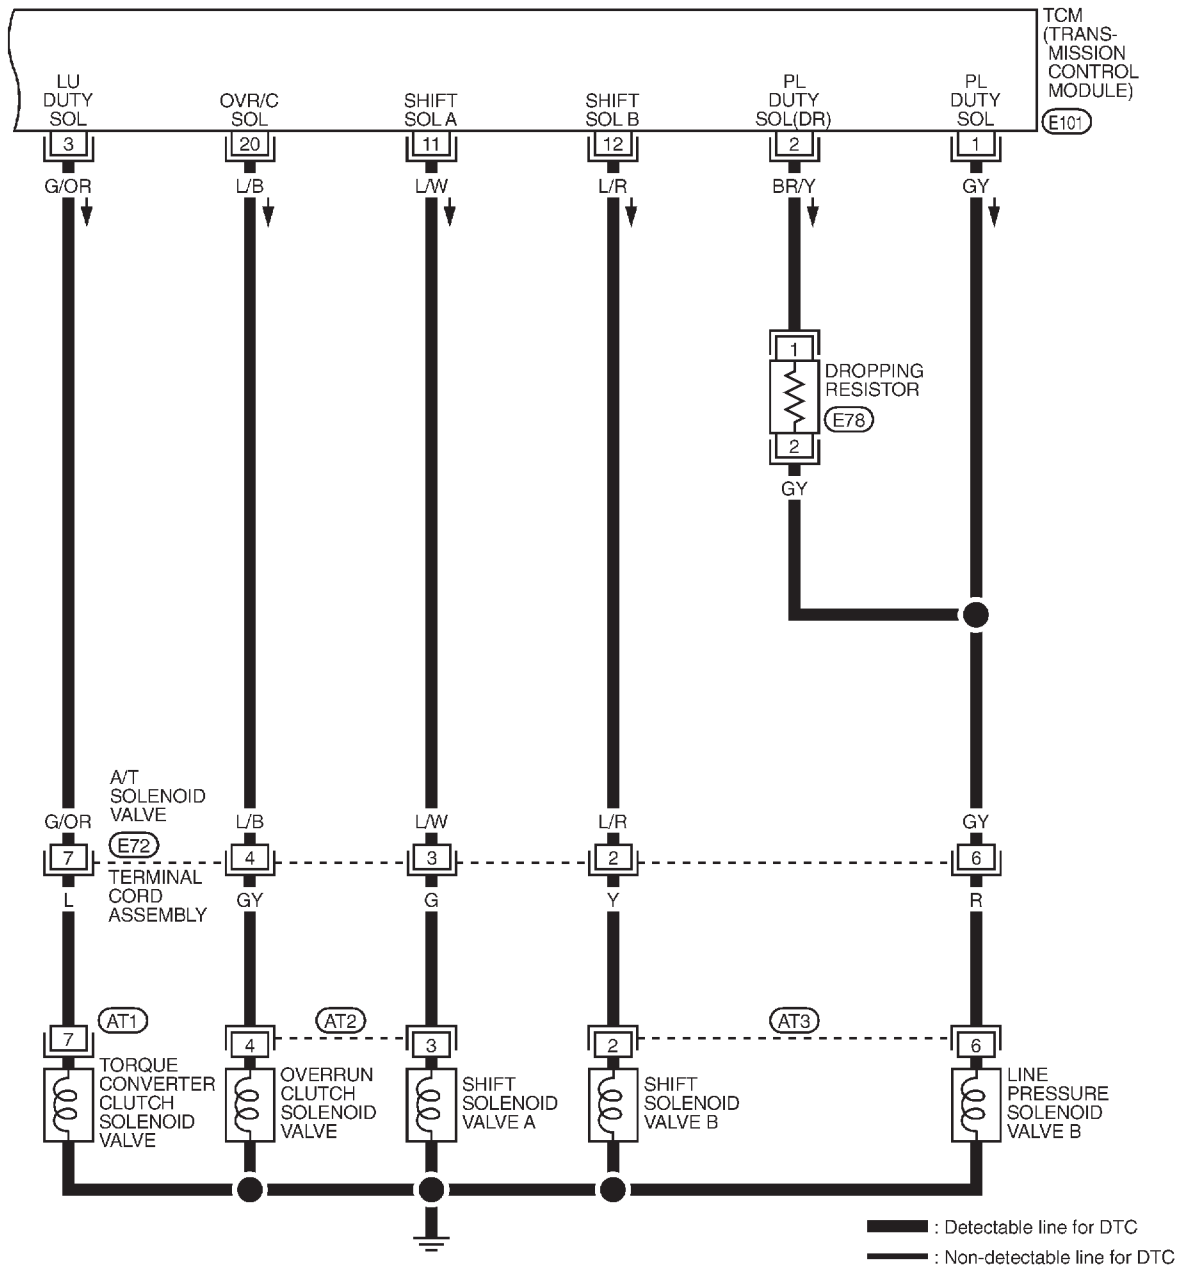 TCM
(TRANS-
MISSION
CONTROL
MODULE)
E101
LU
DUTY
SOL
OVR/C
SOL
SHIFT
SOL A
SHIFT
SOL B
PL
DUTY
SOL(DR)
PL
DUTY
SOL
3
20
11
12
2
1
G/OR
L/B
L/W
L/R
BR/Y
GY
1
DROPPING
RESISTOR
E78
2
GY
A/T
SOLENOID
VALVE
G/OR
L/B
L/W
L/R
GY
E72
7
4
3
2
6
TERMINAL
CORD
ASSEMBLY
L
GY
G
Y
R
AT1
AT2
AT3
7
4
3
2
6
TORQUE
CONVERTER
CLUTCH
SOLENOID
VALVE
OVERRUN
CLUTCH
SOLENOID
VALVE
SHIFT
SOLENOID
VALVE A
SHIFT
SOLENOID
VALVE B
LINE
PRESSURE
SOLENOID
VALVE B
: Detectable line for DTC
: Non-detectable line for DTC